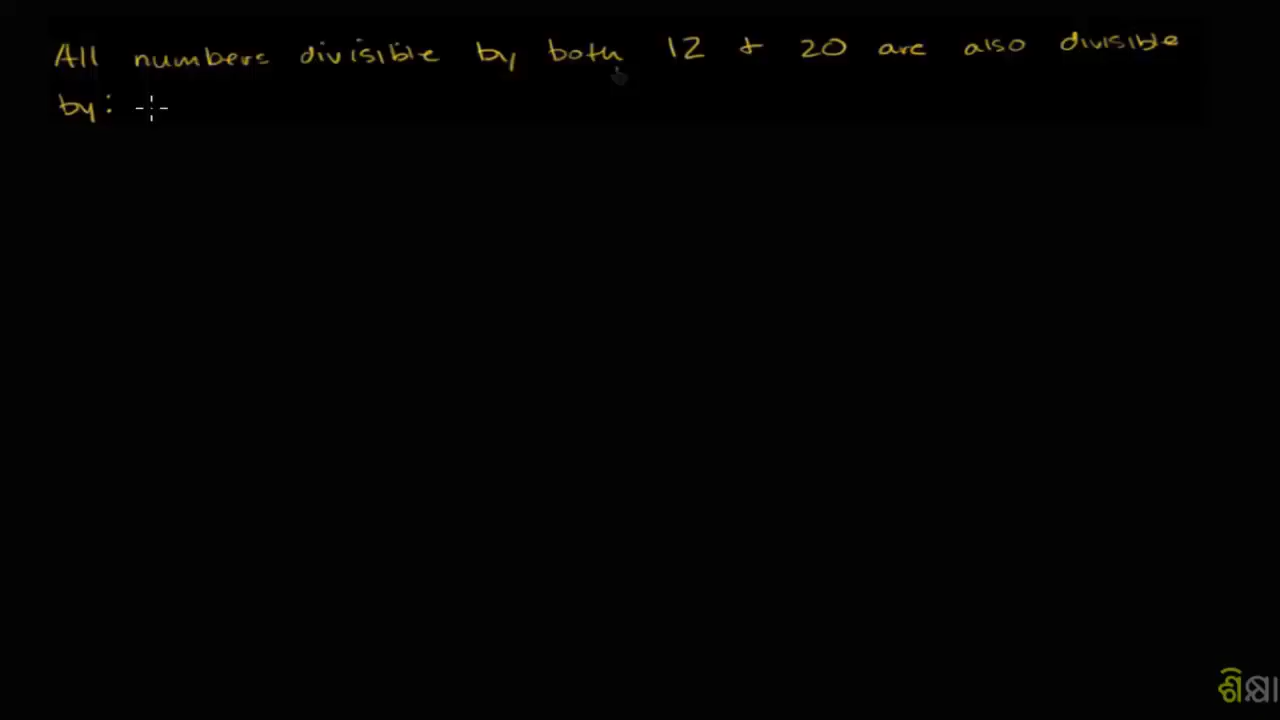 All numbers divisible by both 12 + 20 are also divisible
by:
ଶିକ୍ଷା